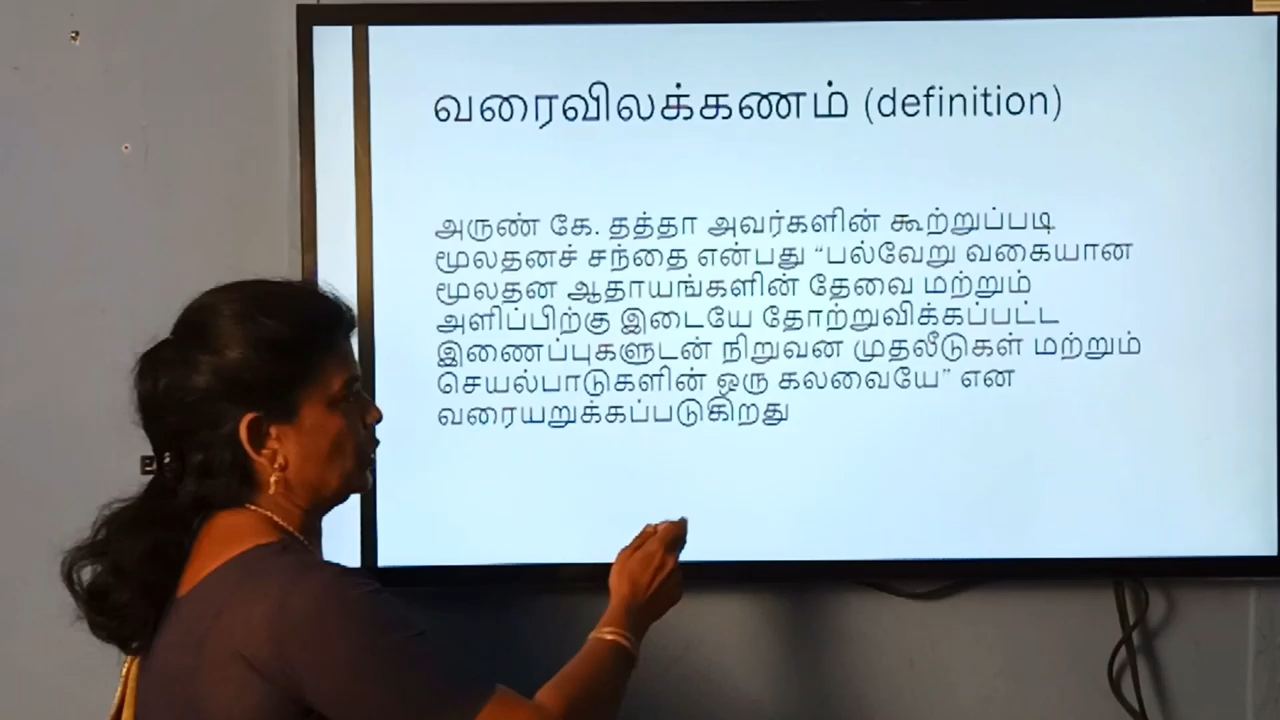 வரைவிலக்கணம் (definition)
அருண் கே. தத்தா அவர்களின் கூற்றுப்படி
மூலதனச் சந்தை என்பது “பல்வேறு வகையான
மூலதன ஆதாயங்களின் தேவை மற்றும்
அளிப்பிற்கு இடையே தோற்றுவிக்கப்பட்ட
இணைப்புகளுடன் நிறுவன முதலீடுகள் மற்றும்
செயல்பாடுகளின் ஒரு கலவையே” என
வரையறுக்கப்படுகிறது